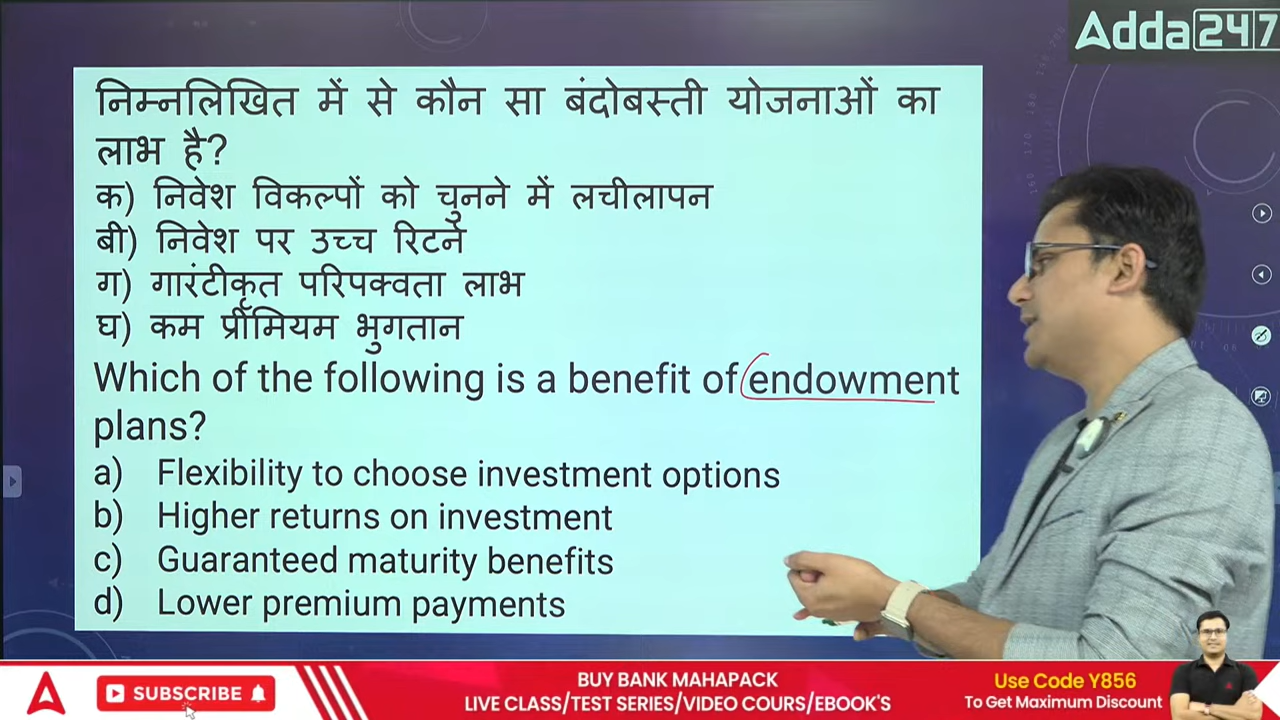 Adda247
निम्नलिखित में से कौन सा बंदोबस्ती योजनाओं का
लाभ है?
क) निवेश विकल्पों को चुनने में लचीलापन
बी) निवेश पर उच्च रिटर्न
ग) गारंटीकृत परिपक्वता लाभ
घ) कम प्रीमियम भुगतान
Which of the following is a benefit of endowment
plans?
a) Flexibility to choose investment options
b) Higher returns on investment
c) Guaranteed maturity benefits
d) Lower premium payments
SUBSCRIBE
BUY BANK MAHAPACK
LIVE CLASS/TEST SERIES/VIDEO COURS/EBOOK'S
Use Code Y856
To Get Maximum Discount